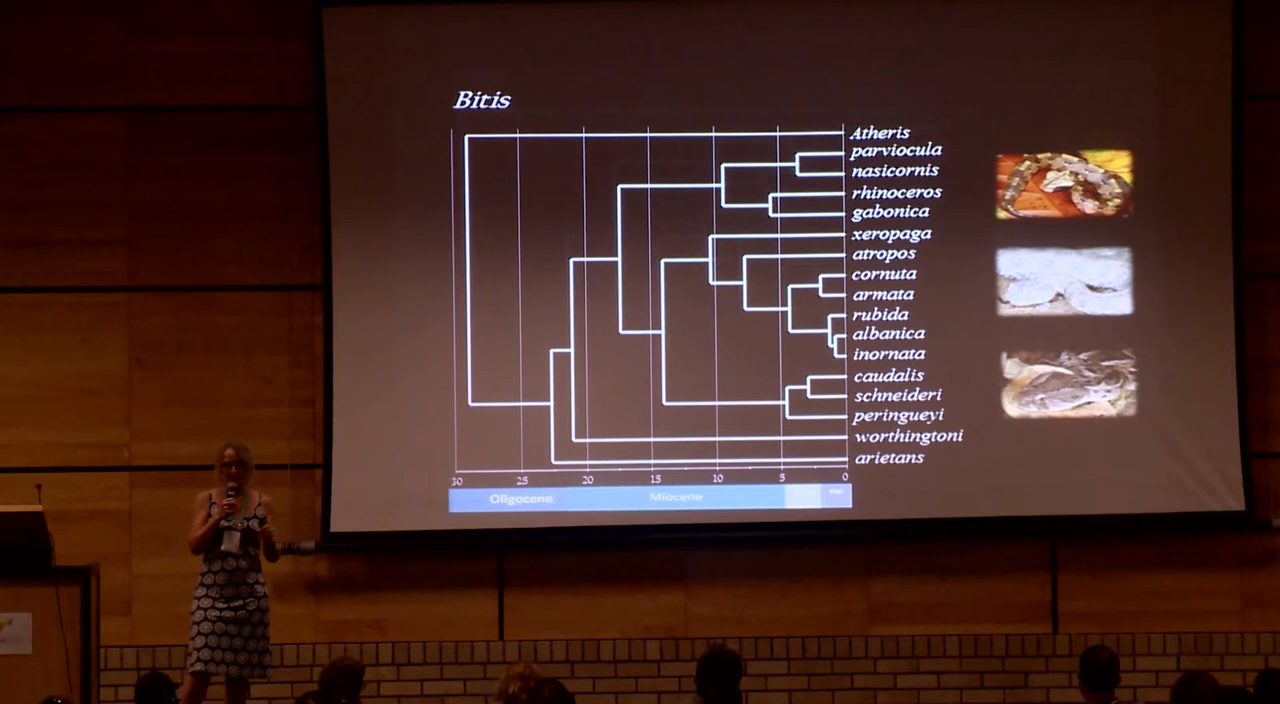 Bitis
Atheris
parviocula
nasicornis
rhinoceros
gabonica
xeropaga
atropos
cornuta
armata
rubida
albanica
inornata
caudalis
schneideri
peringueyi
worthingtoni
arietans
30 25 20 15 10 5 0
Oligocene Miocene